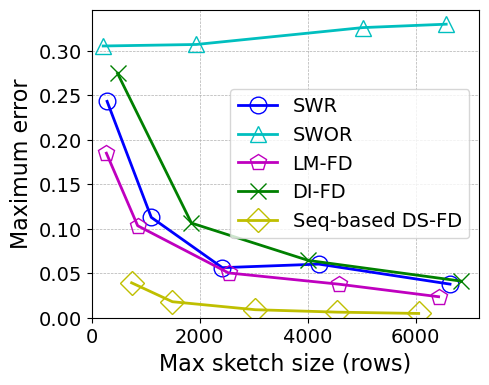 0.30
0.25
0.20
0.15
0.10
0.05
0.00
Maximum error
SWR
SWOR
LM-FD
DI-FD
Seq-based DS-FD
0 2000 4000 6000
Max sketch size (rows)